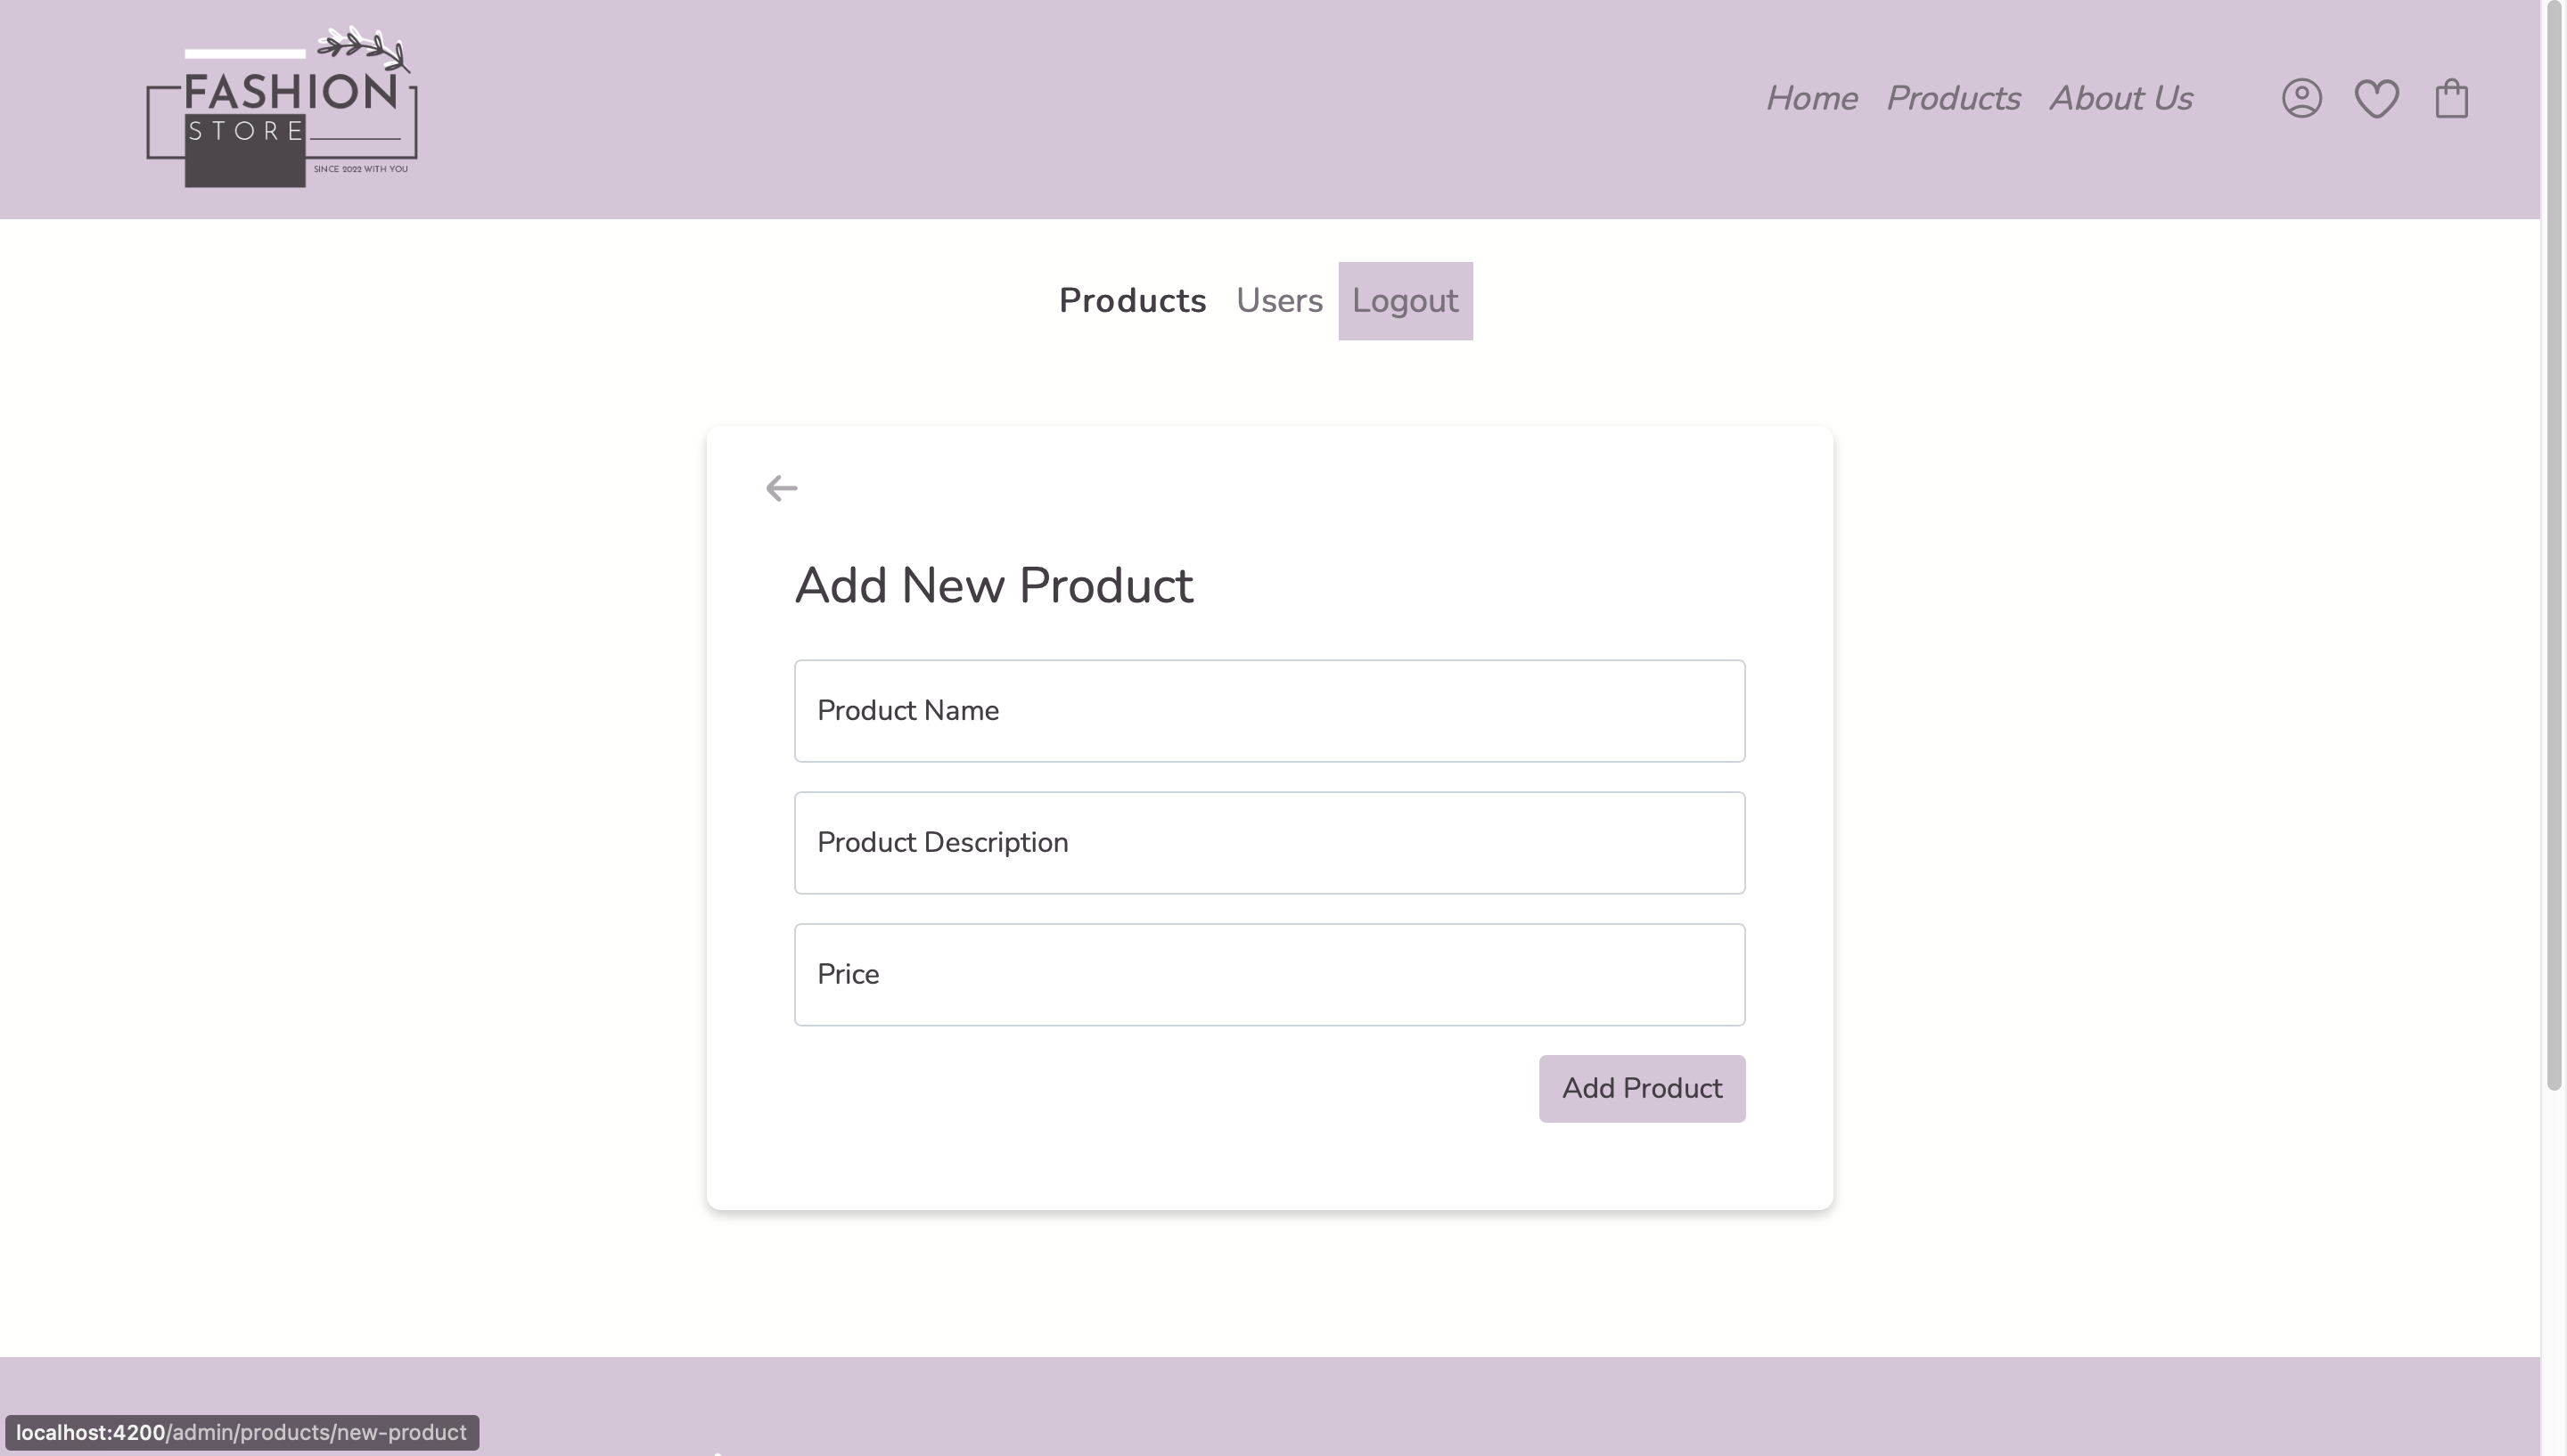 FASHION
STORE
SINCE 2022 WITH YOU
Home Products About Us
Products Users Logout
Add New Product
Product Name
Product Description
Price
Add Product
localhost:4200/admin/products/new-product